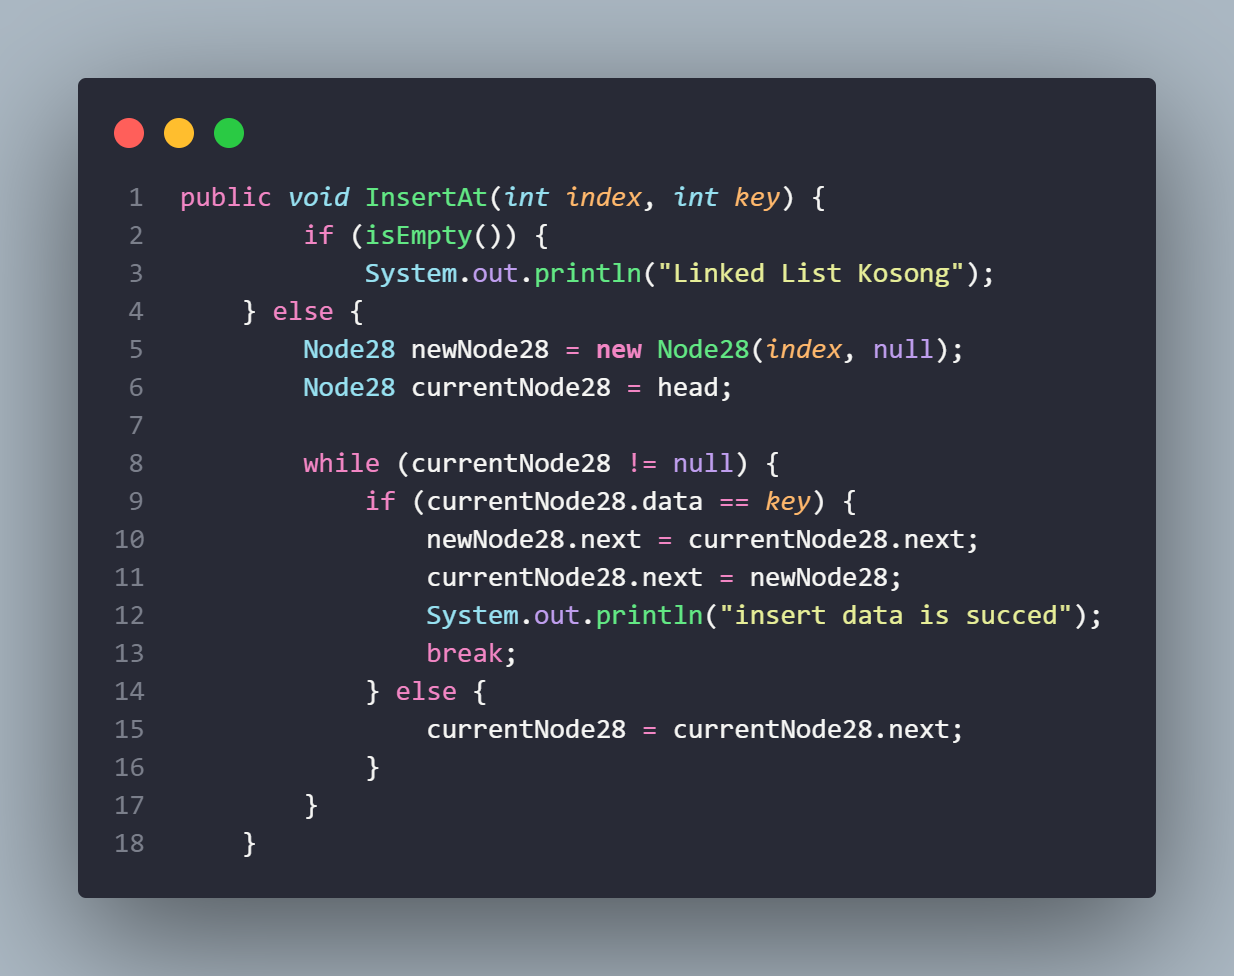 1 public void InsertAt(int index, int key) {
2         if (isEmpty()) {
3             System.out.println("Linked List Kosong");
4     } else {
5         Node28 newNode28 = new Node28(index, null);
6         Node28 currentNode28 = head;
7
8         while (currentNode28 != null) {
9             if (currentNode28.data == key) {
10                 newNode28.next = currentNode28.next;
11                 currentNode28.next = newNode28;
12                 System.out.println("insert data is succed");
13                 break;
14             } else {
15                 currentNode28 = currentNode28.next;
16             }
17         }
18     }